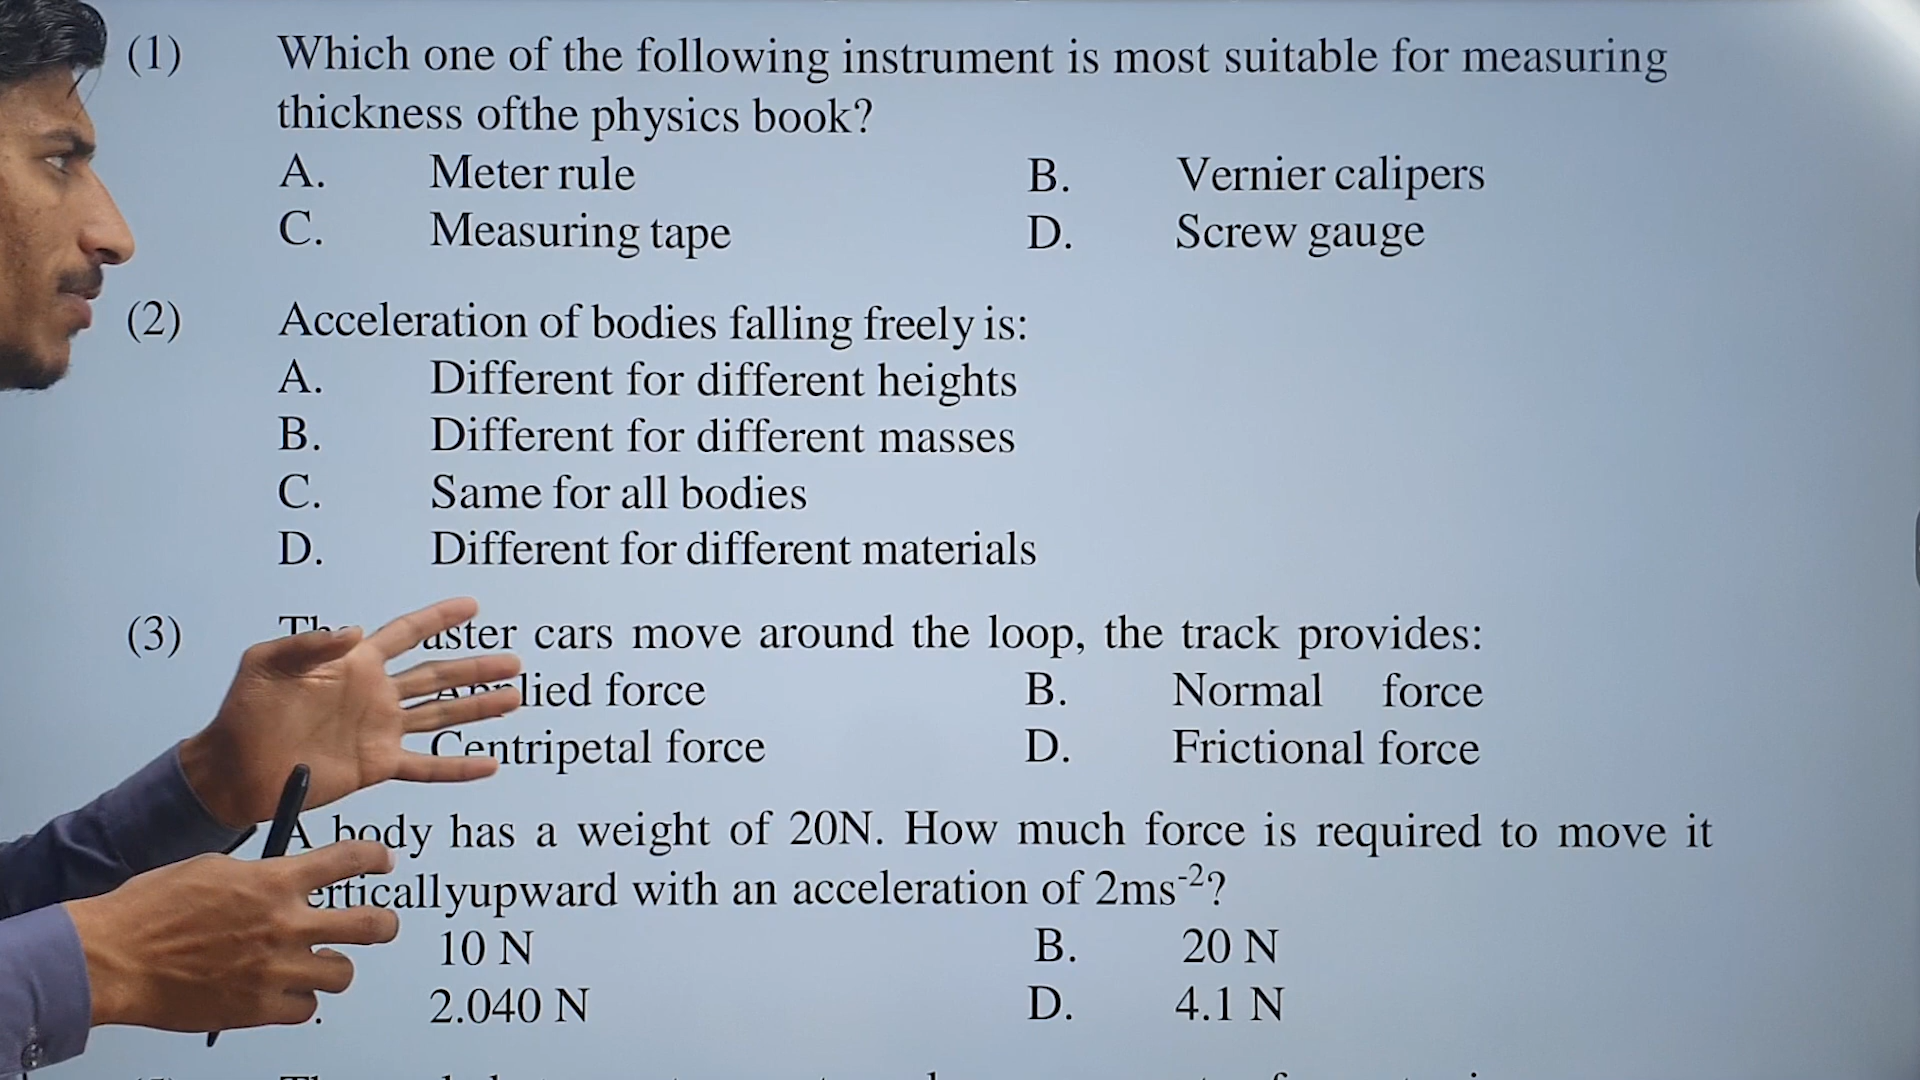 (1) Which one of the following instrument is most suitable for measuring
thickness ofthe physics book?
A. Meter rule B. Vernier calipers
C. Measuring tape D. Screw gauge
(2) Acceleration of bodies falling freely is:
A. Different for different heights
B. Different for different masses
C. Same for all bodies
D. Different for different materials
(3) cars move around the loop, the track provides:
Applied force B. Normal force
Centripetal force D. Frictional force
A body has a weight of 20N. How much force is required to move it
with an acceleration of 2ms⁻²?
10 N B. 20 N
2.040 N D. 4.1 N